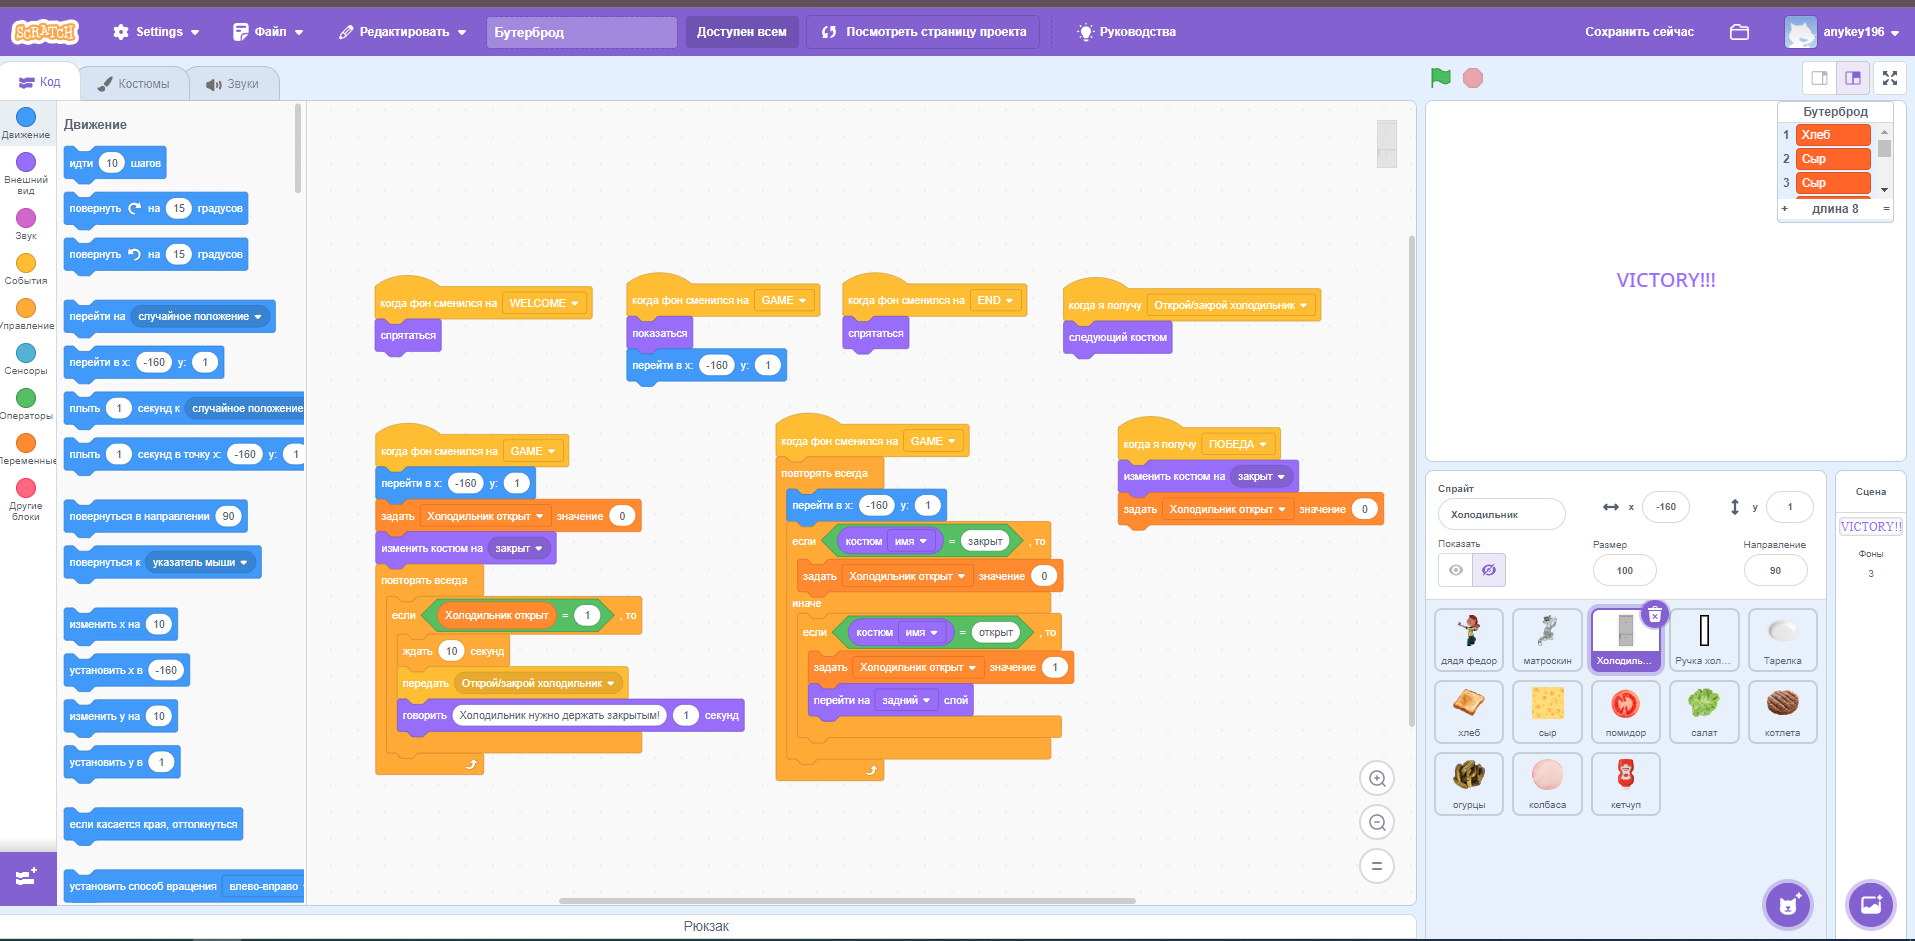 SCRATCH
Settings
Файл
Редактировать
Бутерброд
Доступен всем
Посмотреть страницу проекта
Руководства
Сохранить сейчас
anykey196
Код
Костюмы
Звуки
Движение
Внешний вид
Звук
События
Управление
Сенсоры
Операторы
Переменные
Другие блоки
Движение
идти 10 шагов
повернуть на 15 градусов
повернуть на 15 градусов
перейти на случайное положение
перейти в x: -160 y: 1
плыть 1 секунд к случайное положение
плыть 1 секунд в точку x: -160 y: 1
повернуться в направлении 90
повернуться к указатель мыши
изменить x на 10
установить x в -160
изменить y на 10
установить y в 1
если касается края, оттолкнуться
установить способ вращения влево-вправо
когда фон сменился на WELCOME
спрятаться
когда фон сменился на GAME
показаться
перейти в x: -160 y: 1
когда фон сменился на END
спрятаться
когда я получу Открой/закрой холодильник
следующий костюм
когда фон сменился на GAME
перейти в x: -160 y: 1
задать Холодильник открыт значение 0
изменить костюм на закрыт
повторять всегда
если Холодильник открыт = 1 , то
ждать 10 секунд
передать Открой/закрой холодильник
говорить Холодильник нужно держать закрытым! 1 секунд
когда фон сменился на GAME
повторять всегда
перейти в x: -160 y: 1
если костюм имя = закрыт , то
задать Холодильник открыт значение 0
иначе
если костюм имя = открыт , то
задать Холодильник открыт значение 1
перейти на задний слой
когда я получу ПОБЕДА
изменить костюм на закрыт
задать Холодильник открыт значение 0
Рюкзак
Бутерброд
1 Хлеб
2 Сыр
3 Сыр
+ длина 8 =
VICTORY!!!
Спрайт
Холодильник
x -160
y 1
Показать
Размер
100
Направление
90
Сцена
VICTORY!!
Фоны
3
дядя федор
матроскин
Холодиль...
Ручка хол...
Тарелка
хлеб
сыр
помидор
салат
котлета
огурцы
колбаса
кетчуп